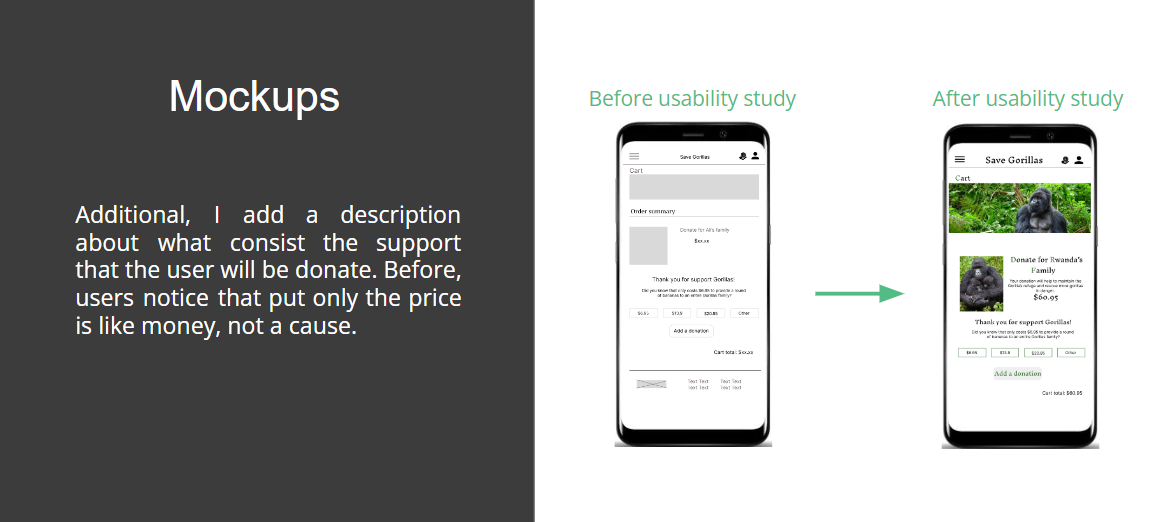 Mockups
Additional, I add a description
about what consist the support
that the user will be donate. Before,
users notice that put only the price
is like money, not a cause.
Before usability study
Save Gorillas
Cart
Order summary
Donate for Ali's family
$xx.xx
Thank you for support Gorillas!
Did you know that only costs $6.95 to provide a round
of bananas to an entire Gorillas family?
$6.95 $13.9 $20.85 Other
Add a donation
Cart total: $xx.xx
Text Text Text Text
Text Text Text Text
After usability study
Save Gorillas
Cart
Donate for Rwanda's
Family
Your donation will help to maintain the
Gorilla's refuge and rescue more gorillas
in danger.
$60.95
Thank you for support Gorillas!
Did you know that only costs $6.95 to provide a round
of bananas to an entire Gorillas family?
$6.95 $13.9 $20.85 Other
Add a donation
Cart total: $60.95